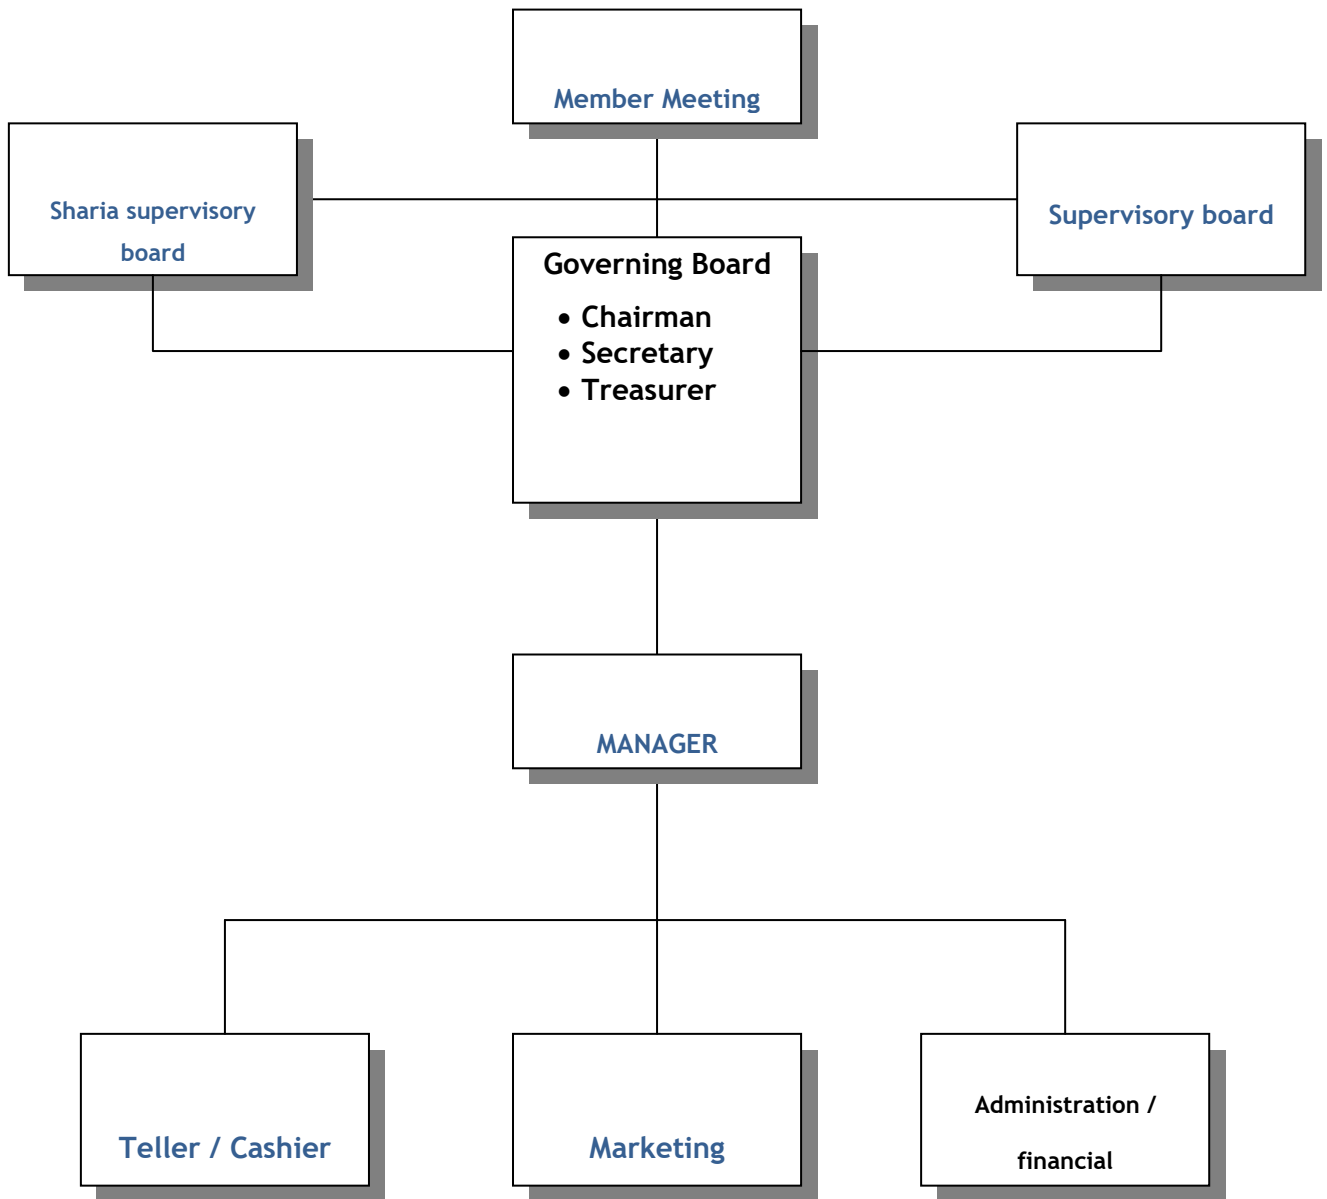 Member Meeting
Sharia supervisory
board
Supervisory board
Governing Board
• Chairman
• Secretary
• Treasurer
MANAGER
Teller / Cashier
Marketing
Administration /
financial